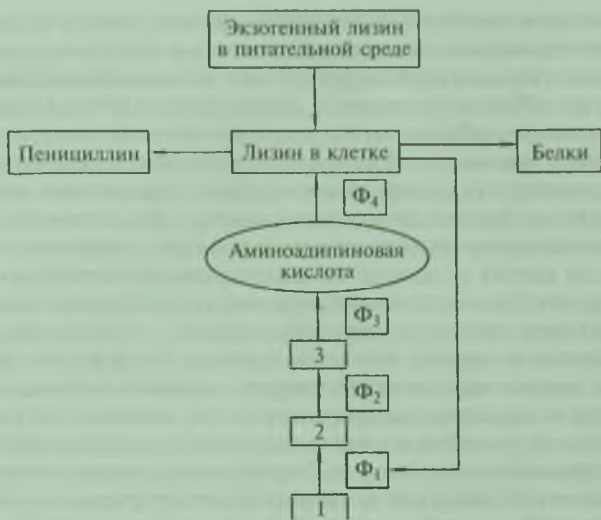 Экзогенный лизин
в питательной среде
Пенициллин
Лизин в клетке
Белки
Ф4
Аминоадипиновая
кислота
Ф3
3
Ф2
2
Ф1
1